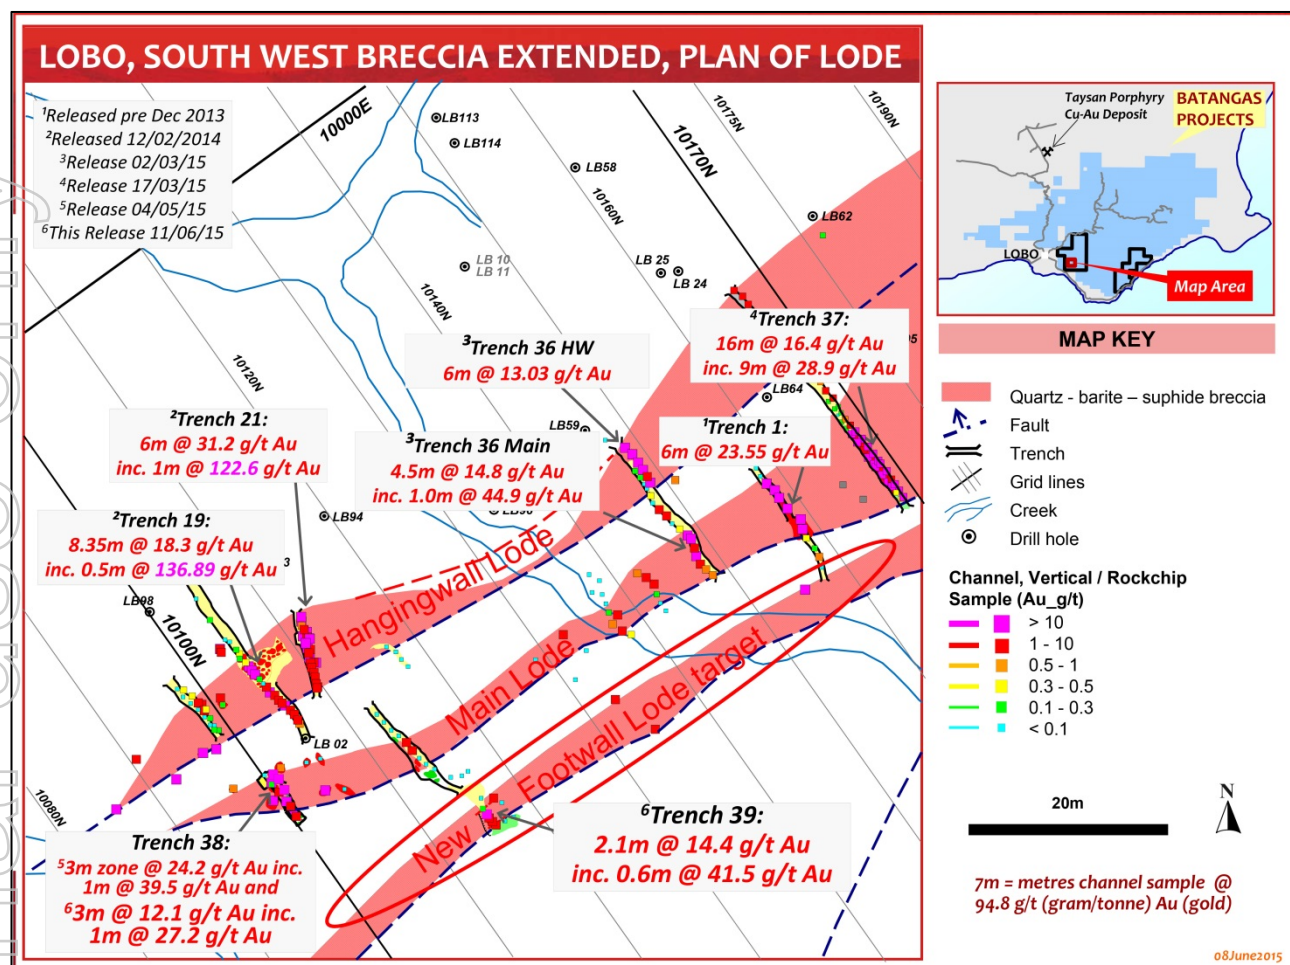 LOBO, SOUTH WEST BRECCIA EXTENDED, PLAN OF LODE
¹Released pre Dec 2013
²Released 12/02/2014
³Release 02/03/15
⁴Release 17/03/15
⁵Release 04/05/15
⁶This Release 11/06/15
10000E
LB113
LB114
LB58
10175N
10190N
10170N
10160N
LB62
LB 10
LB 11
LB 25
LB 24
10140N
10120N
⁴Trench 37:
16m @ 16.4 g/t Au
inc. 9m @ 28.9 g/t Au
³Trench 36 HW
6m @ 13.03 g/t Au
LB64
LB59
²Trench 21:
6m @ 31.2 g/t Au
inc. 1m @ 122.6 g/t Au
³Trench 36 Main
4.5m @ 14.8 g/t Au
inc. 1.0m @ 44.9 g/t Au
¹Trench 1:
6m @ 23.55 g/t Au
LB94
²Trench 19:
8.35m @ 18.3 g/t Au
inc. 0.5m @ 136.89 g/t Au
LB98
10100N
Hangingwall Lode
Main Lode
New Footwall Lode target
LB 02
10080N
Trench 38:
⁵3m zone @ 24.2 g/t Au inc.
1m @ 39.5 g/t Au and
⁶3m @ 12.1 g/t Au inc.
1m @ 27.2 g/t Au
⁶Trench 39:
2.1m @ 14.4 g/t Au
inc. 0.6m @ 41.5 g/t Au
Taysan Porphyry
Cu-Au Deposit
BATANGAS
PROJECTS
LOBO
Map Area
MAP KEY
Quartz - barite – suphide breccia
Fault
Trench
Grid lines
Creek
Drill hole
Channel, Vertical / Rockchip
Sample (Au_g/t)
> 10
1 - 10
0.5 - 1
0.3 - 0.5
0.1 - 0.3
< 0.1
20m
N
7m = metres channel sample @
94.8 g/t (gram/tonne) Au (gold)
08June2015